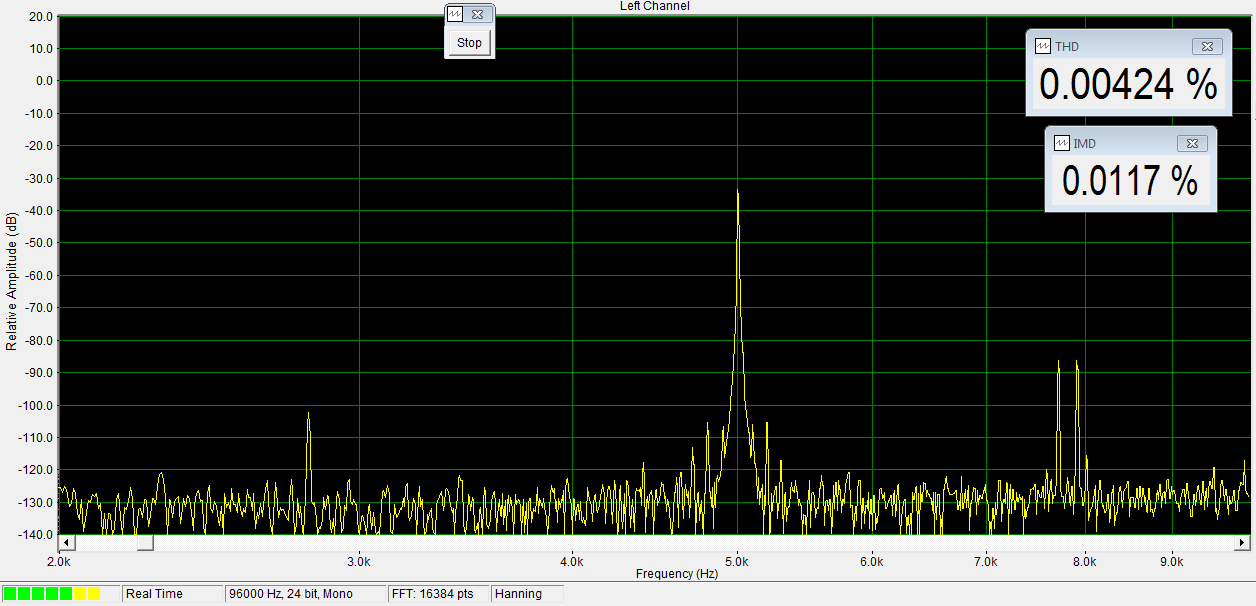 Left Channel
Stop
THD
0.00424 %
IMD
0.0117 %
20.0
10.0
0.0
-10.0
-20.0
-30.0
-40.0
-50.0
-60.0
-70.0
-80.0
-90.0
-100.0
-110.0
-120.0
-130.0
-140.0
Relative Amplitude (dB)
2.0k 3.0k 4.0k 5.0k 6.0k 7.0k 8.0k 9.0k
Frequency (Hz)
Real Time 96000 Hz, 24 bit, Mono FFT: 16384 pts Hanning